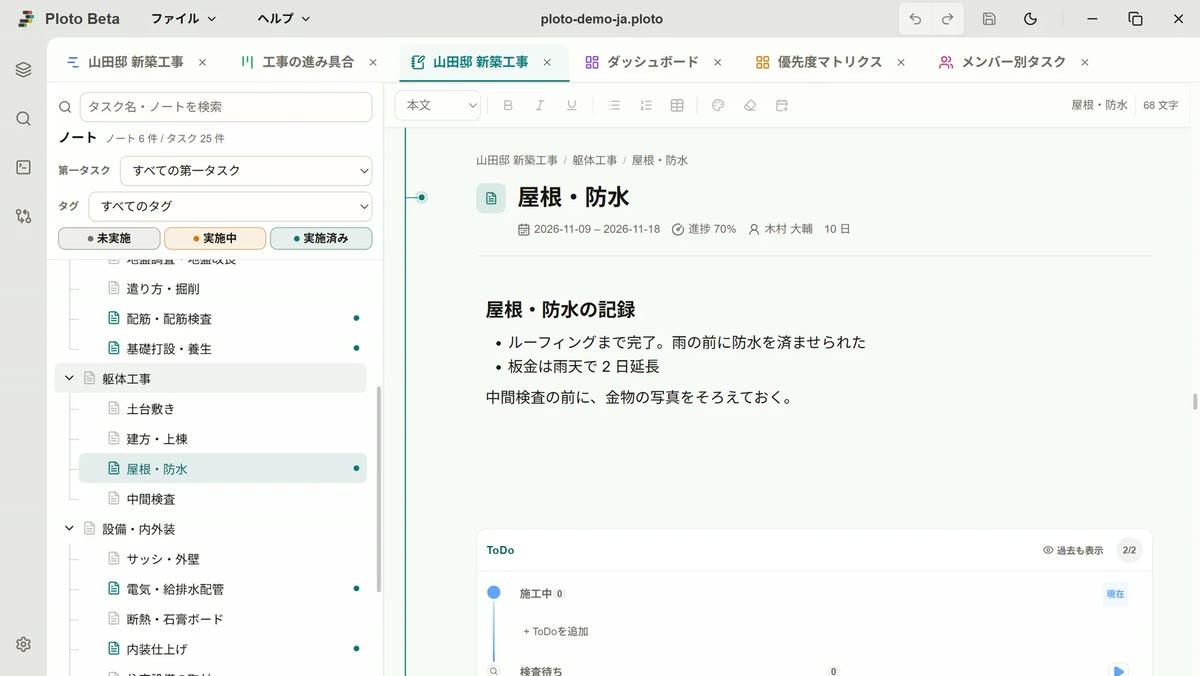 Ploto Beta ファイル ヘルプ ploto-demo-ja.ploto
山田邸 新築工事 工事の進み具合 山田邸 新築工事 ダッシュボード 優先度マトリクス メンバー別タスク
タスク名・ノートを検索
ノート ノート 6 件 / タスク 25 件
第一タスク すべての第一タスク
タグ すべてのタグ
未実施 実施中 実施済み
地盤調査・地盤改良
遣り方・掘削
配筋・配筋検査
基礎打設・養生
躯体工事
土台敷き
建方・上棟
屋根・防水
中間検査
設備・内外装
サッシ・外壁
電気・給排水配管
断熱・石膏ボード
内装仕上げ
本文 B I U 屋根・防水 68 文字
山田邸 新築工事 / 躯体工事 / 屋根・防水
屋根・防水
2026-11-09 – 2026-11-18 進捗 70% 木村 大輔 10 日
屋根・防水の記録
• ルーフィングまで完了。雨の前に防水を済ませられた
• 板金は雨天で 2 日延長
中間検査の前に、金物の写真をそろえておく。
ToDo 過去も表示 2/2
施工中 0 現在
+ ToDoを追加
検査待ち 0